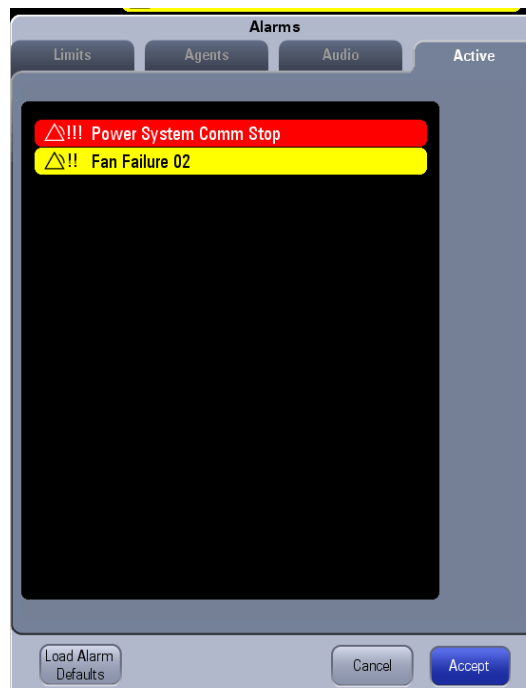 Alarms
Limits Agents Audio Active
!!! Power System Comm Stop
!! Fan Failure 02
Load Alarm
Defaults
Cancel Accept